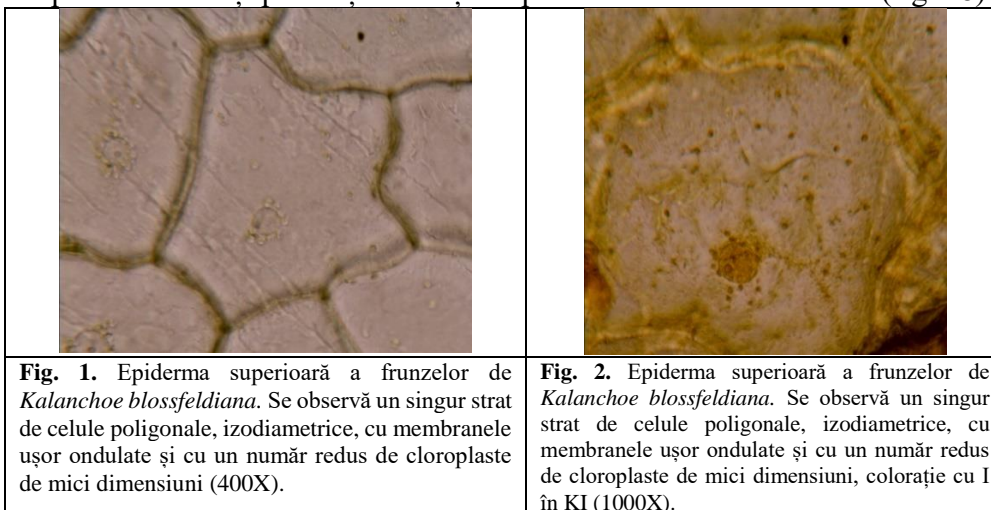 Fig. 1. Epiderma superioară a frunzelor de
Kalanchoe blossfeldiana. Se observă un singur strat
de celule poligonale, izodiametrice, cu membranele
ușor ondulate și cu un număr redus de cloroplaste
de mici dimensiuni (400X).
Fig. 2. Epiderma superioară a frunzelor de
Kalanchoe blossfeldiana. Se observă un singur
strat de celule poligonale, izodiametrice, cu
membranele ușor ondulate și cu un număr redus
de cloroplaste de mici dimensiuni, colorație cu I
în KI (1000X).